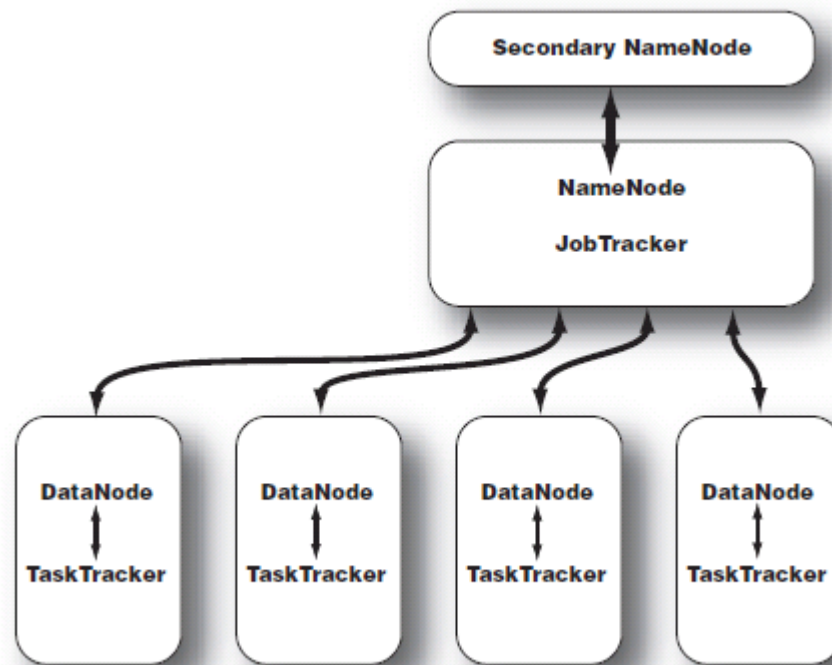 Secondary NameNode
NameNode
JobTracker
DataNode DataNode DataNode DataNode
TaskTracker TaskTracker TaskTracker TaskTracker